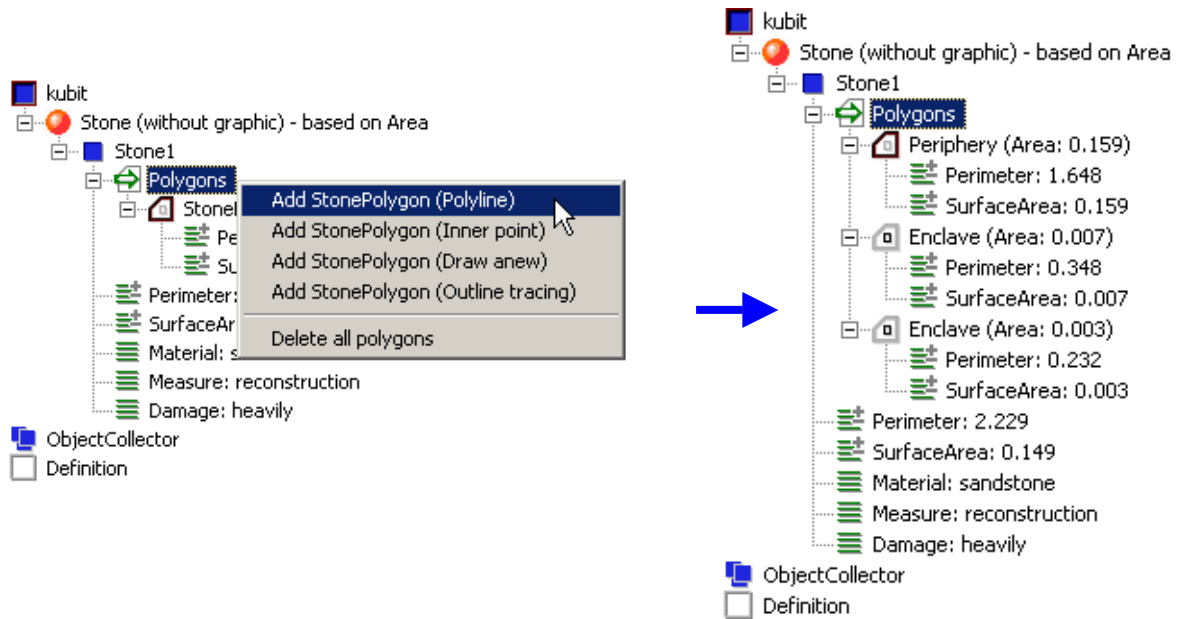 kubit
Stone (without graphic) - based on Area
Stone1
Polygons
Perimeter:
Material:
Measure: reconstruction
Damage: heavily
ObjectCollector
Definition
Add StonePolygon (Polyline)
Add StonePolygon (Inner point)
Add StonePolygon (Draw anew)
Add StonePolygon (Outline tracing)
Delete all polygons
kubit
Stone (without graphic) - based on Area
Stone1
Polygons
Periphery (Area: 0.159)
Perimeter: 1.648
SurfaceArea: 0.159
Enclave (Area: 0.007)
Perimeter: 0.348
SurfaceArea: 0.007
Enclave (Area: 0.003)
Perimeter: 0.232
SurfaceArea: 0.003
Perimeter: 2.229
SurfaceArea: 0.149
Material: sandstone
Measure: reconstruction
Damage: heavily
ObjectCollector
Definition